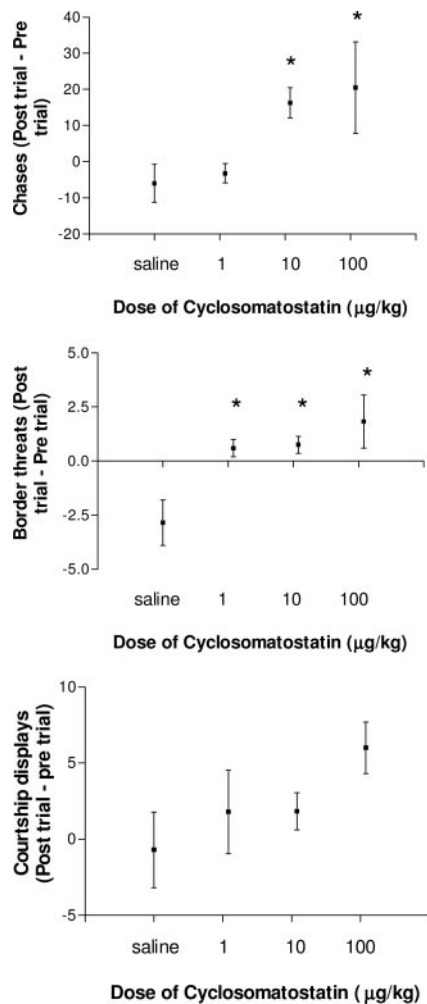 Chases (Post trial - Pre
trial)
40
30
20
10
0
-10
-20
*
*
saline 1 10 100
Dose of Cyclosomatostatin (μg/kg)
Border threats (Post
trial - Pre trial)
5.0
2.5
0.0
-2.5
-5.0
*
*
*
saline 1 10 100
Dose of Cyclosomatostatin (μg/kg)
Courtship displays
(Post trial - pre trial)
10
5
0
-5
saline 1 10 100
Dose of Cyclosomatostatin ( μg/kg)